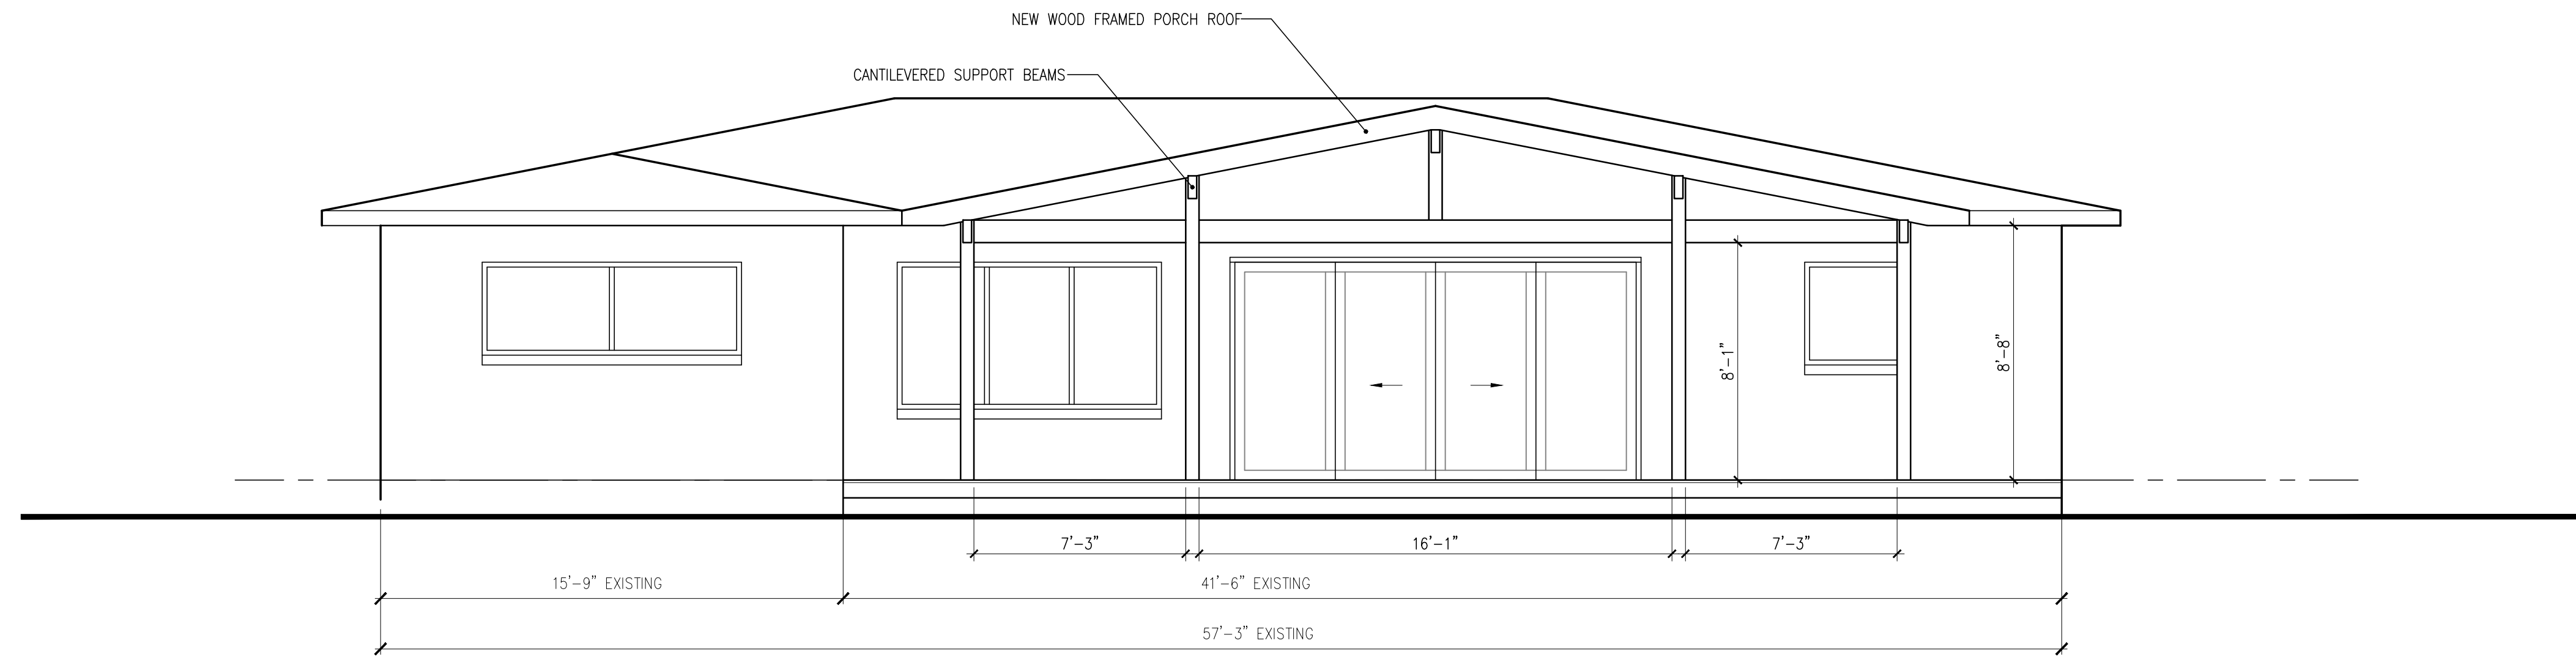 NEW WOOD FRAMED PORCH ROOF
CANTILEVERED SUPPORT BEAMS
8'-1"
8'-8"
7'-3"
16'-1"
7'-3"
15'-9" EXISTING
41'-6" EXISTING
57'-3" EXISTING